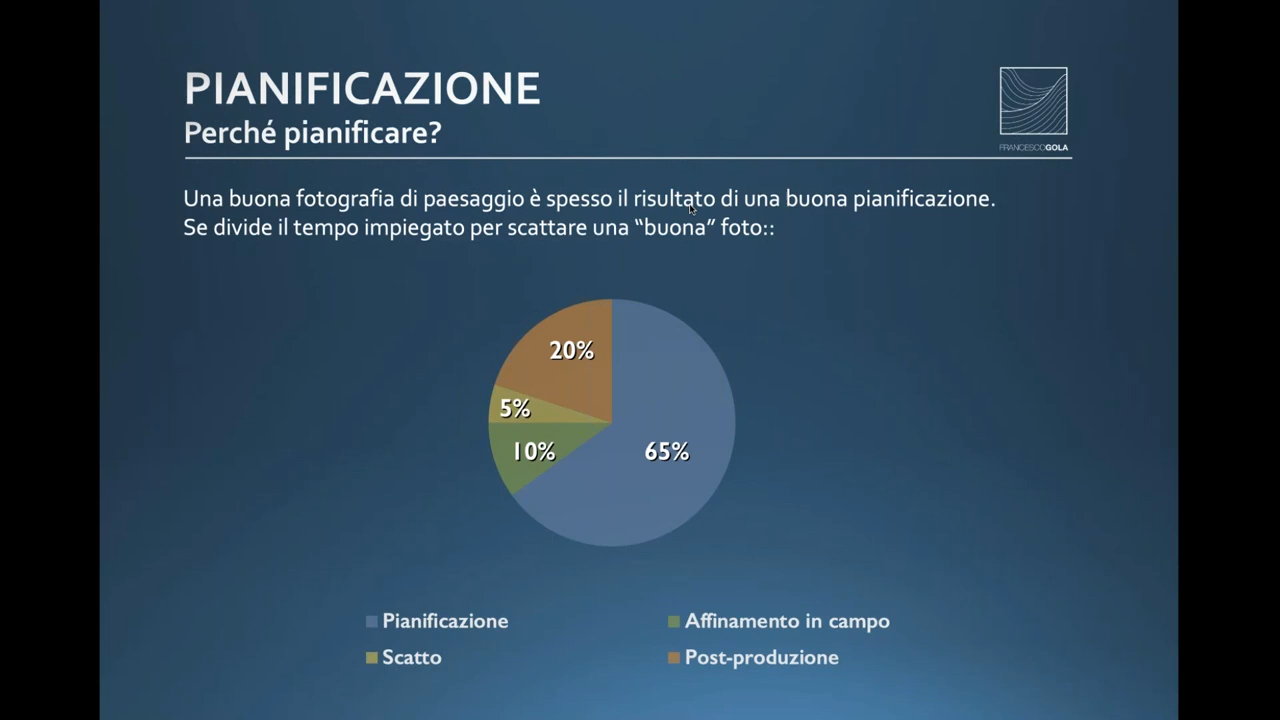 PIANIFICAZIONE
Perché pianificare?
FRANCESCOGOLA
Una buona fotografia di paesaggio è spesso il risultato di una buona pianificazione.
Se divide il tempo impiegato per scattare una “buona” foto::
20%
5%
10%
65%
Pianificazione
Affinamento in campo
Scatto
Post-produzione